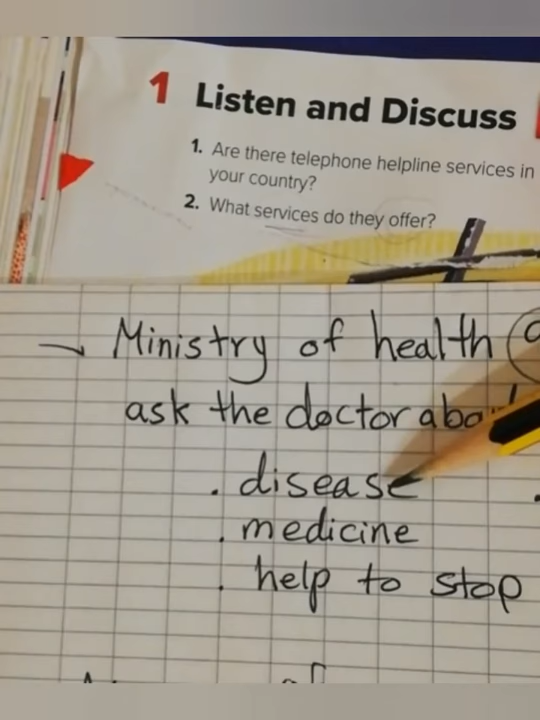 1 Listen and Discuss
1. Are there telephone helpline services in
your country?
2. What services do they offer?
→ Ministry of health
ask the doctor
. disease
. medicine
. help to stop